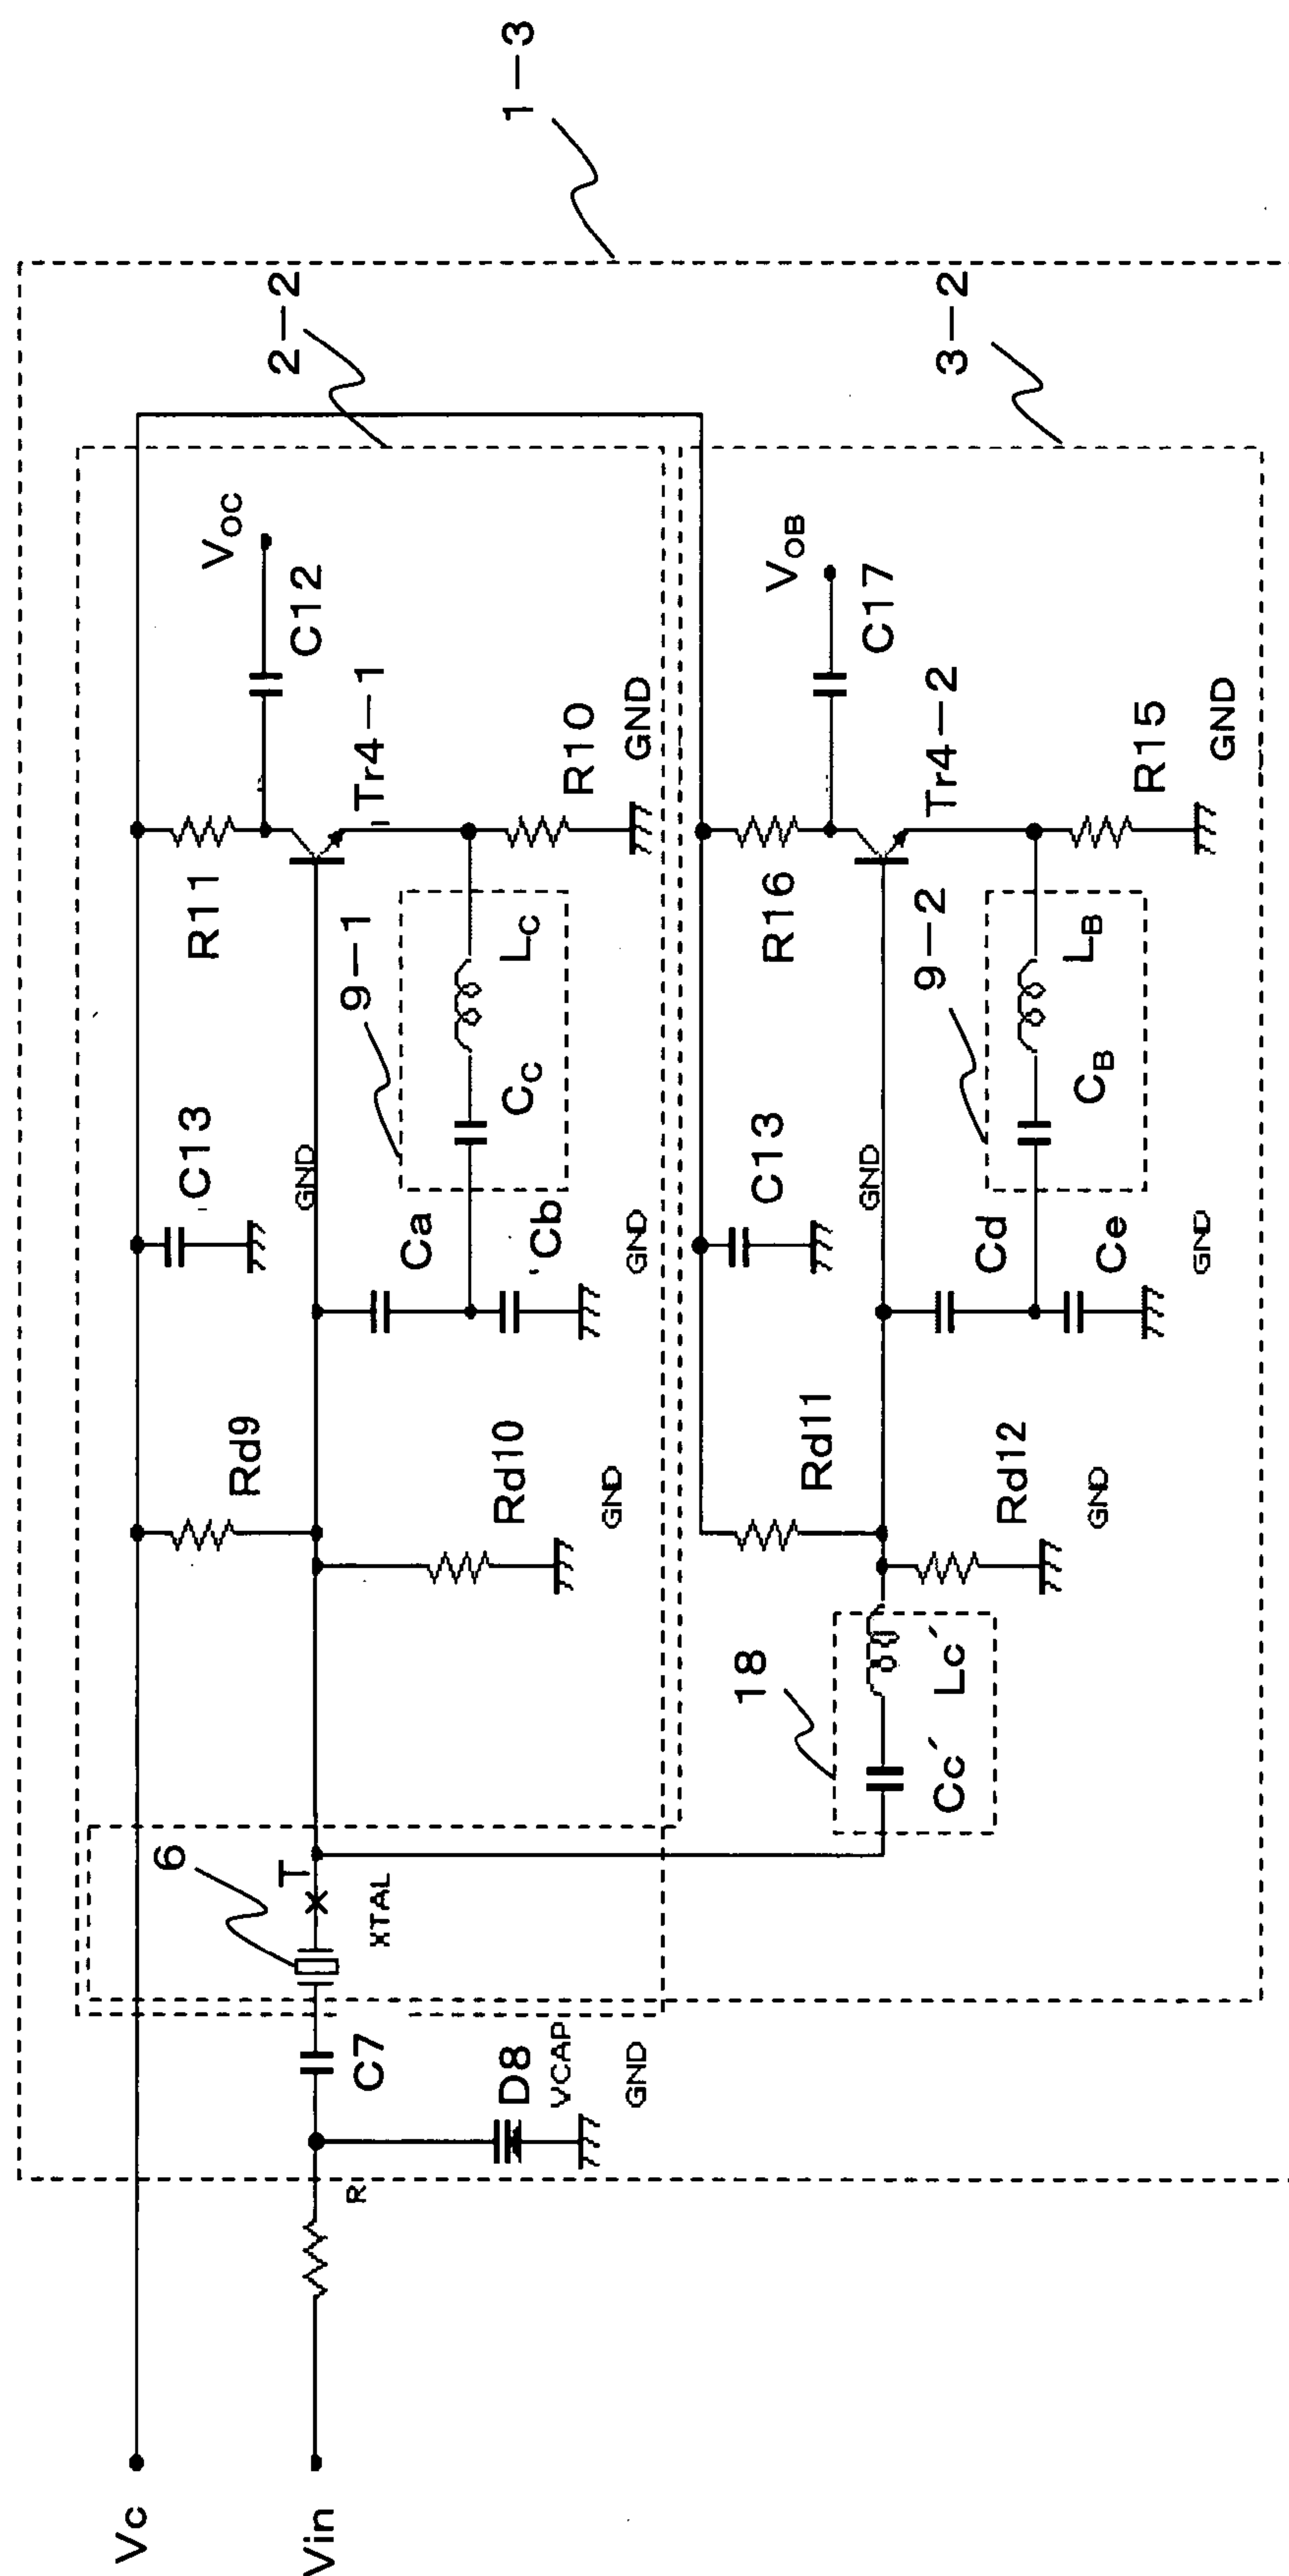 1-3
2-2
3-2
Vc
Vin
R
C7
D8
VCAP
GND
6
T
XTAL
Rd9
Rd10
GND
C13
GND
Ca
Cb
GND
9-1
Cc
Lc
R11
Tr4-1
C12
Voc
R10
GND
18
Cc´
Lc´
Rd11
Rd12
GND
C13
GND
Cd
Ce
GND
9-2
CB
LB
R16
Tr4-2
C17
VOB
R15
GND